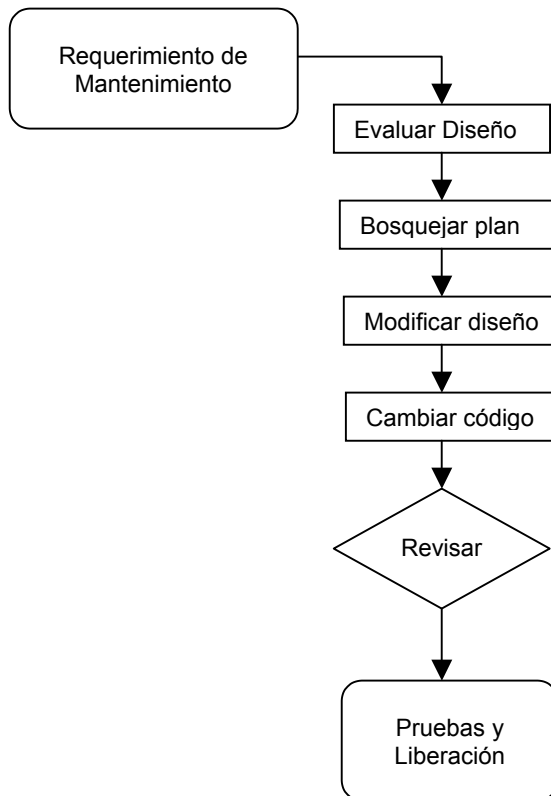 Requerimiento de
Mantenimiento
Evaluar Diseño
Bosquejar plan
Modificar diseño
Cambiar código
Revisar
Pruebas y
Liberación